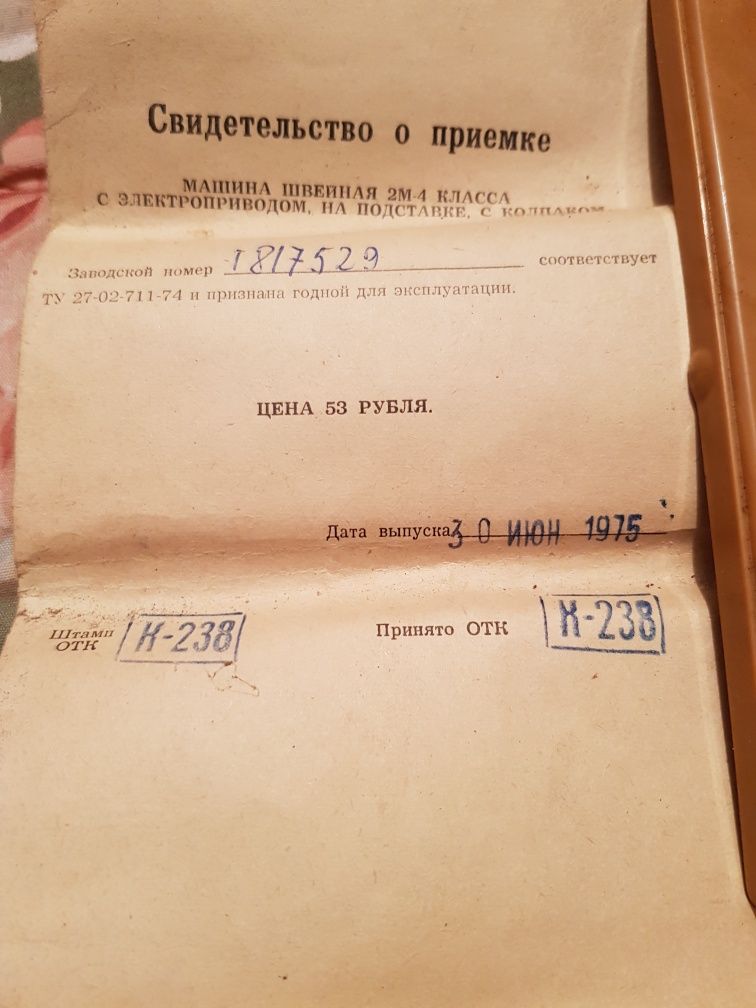 Свидетельство о приемке
МАШИНА ШВЕЙНАЯ 2М-4 КЛАССА
С ЭЛЕКТРОПРИВОДОМ, НА ПОДСТАВКЕ, С КОЛПАКОМ
Заводской номер 1817529 соответствует
ТУ 27-02-711-74 и признана годной для эксплуатации.
ЦЕНА 53 РУБЛЯ.
Дата выпуска 30 ИЮН 1975
Штамп ОТК К-238 Принято ОТК К-238